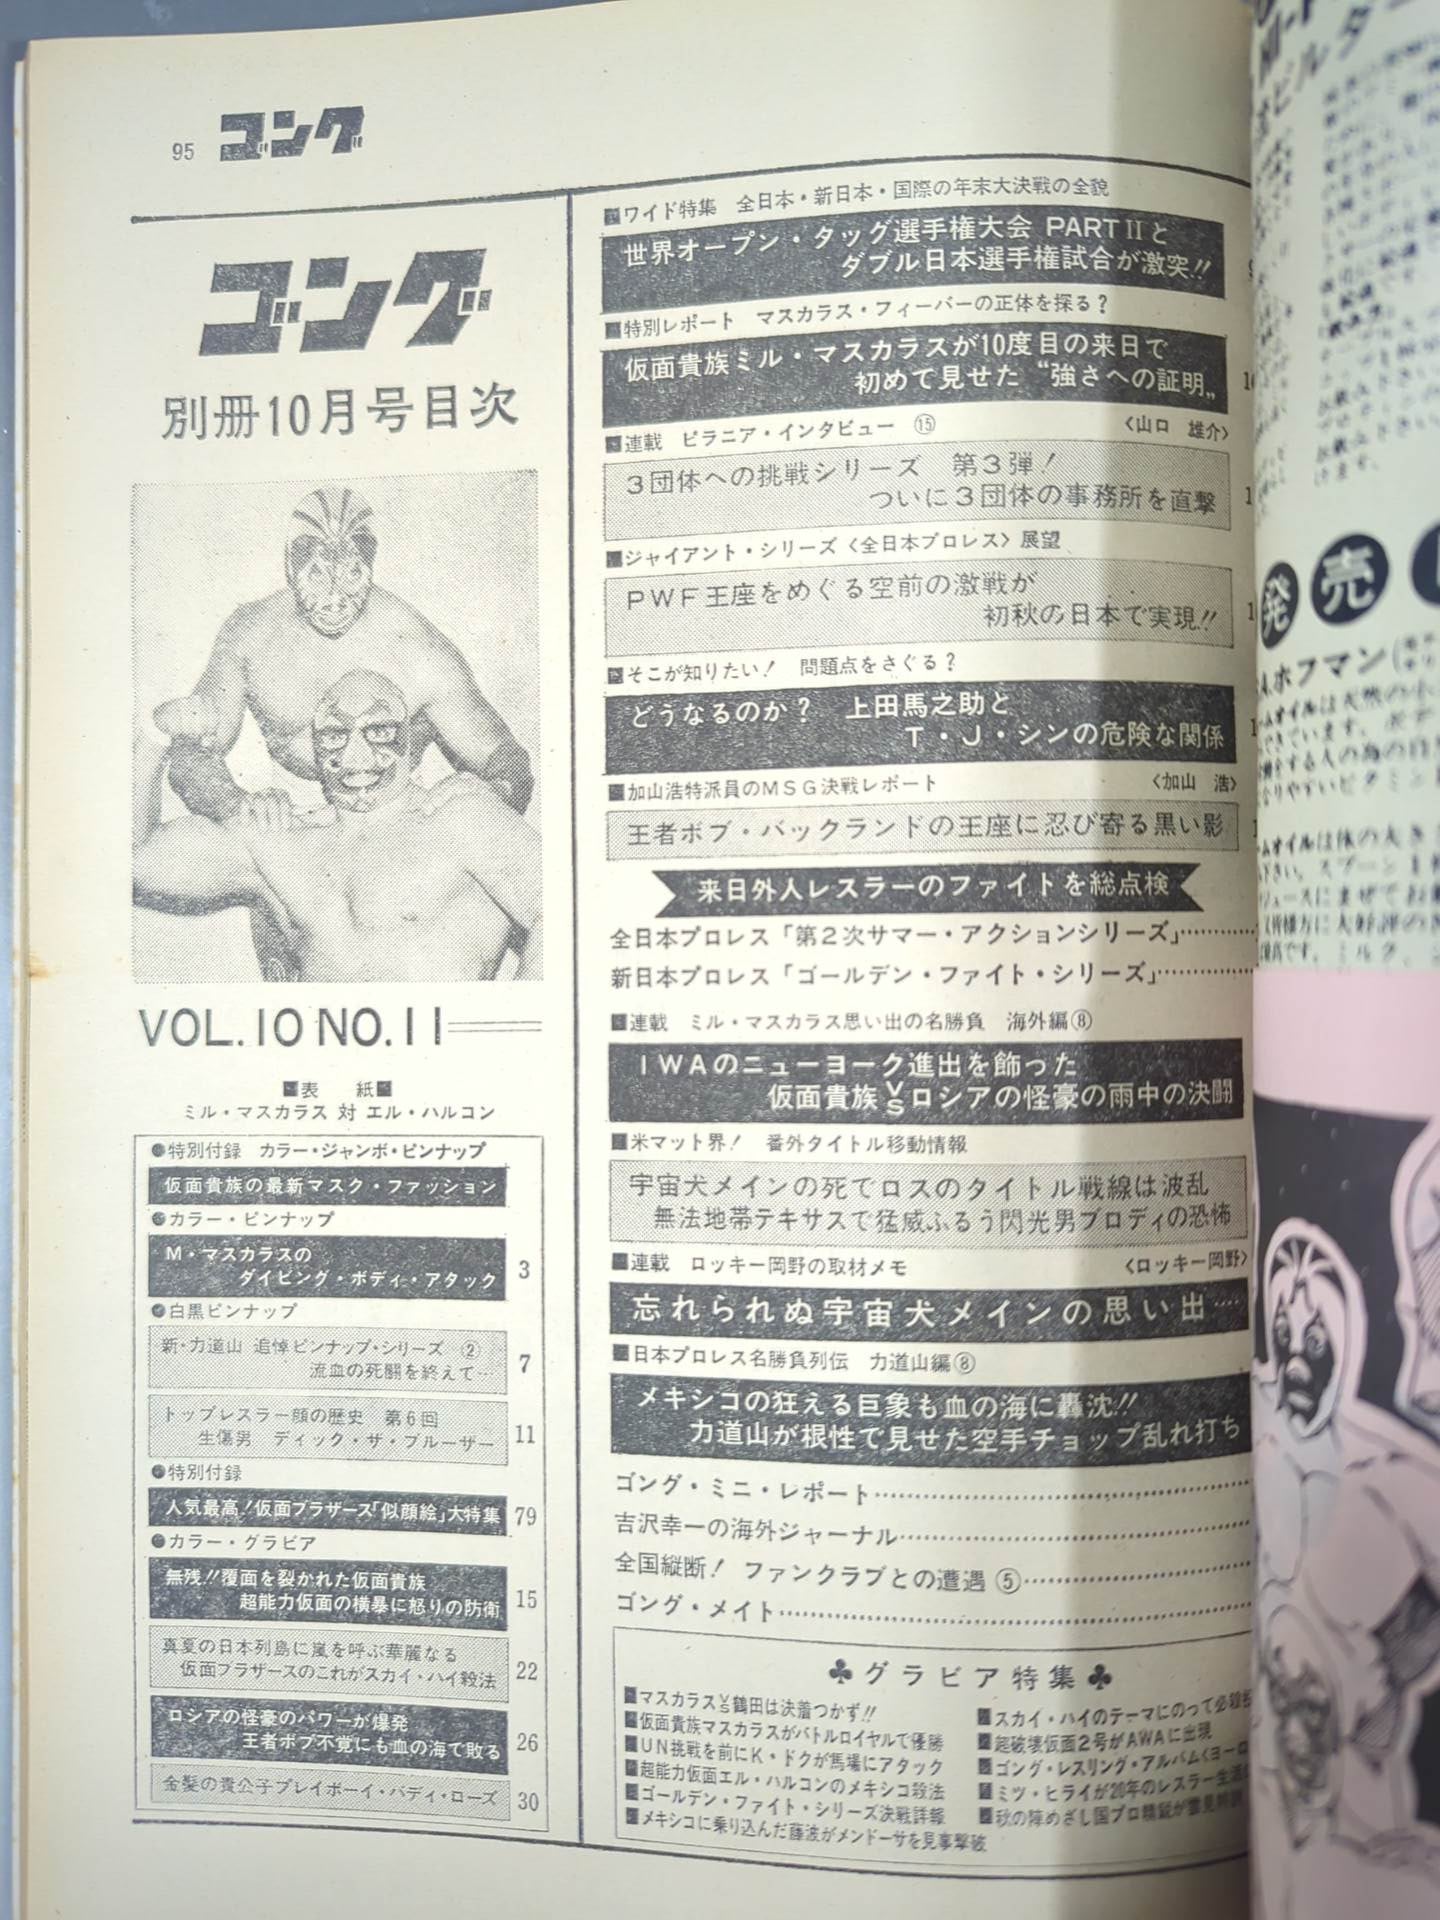 95 ゴング
ゴング
別冊10月号目次
VOL.10 NO.11
■表 紙■
ミル・マスカラス 対 エル・ハルコン
●特別付録 カラー・ジャンボ・ピンナップ
仮面貴族の最新マスク・ファッション
●カラー・ピンナップ
M・マスカラスの
ダイビング・ボディ・アタック 3
●白黒ピンナップ
新・力道山 追悼ピンナップ・シリーズ ②
流血の死闘を終えて… 7
トップレスラー顔の歴史 第6回
生傷男 ディック・ザ・ブルーザー 11
●特別付録
人気最高!仮面ブラザース「似顔絵」大特集 79
●カラー・グラビア
無残!!覆面を裂かれた仮面貴族
超能力仮面の横暴に怒りの防衛 15
真夏の日本列島に嵐を呼ぶ華麗なる
仮面ブラザースのこれがスカイ・ハイ殺法 22
ロシアの怪豪のパワーが爆発
王者ボブ不覚にも血の海で敗る 26
金髪の貴公子プレイボーイ・バディ・ローズ 30
■ワイド特集 全日本・新日本・国際の年末大決戦の全貌
世界オープン・タッグ選手権大会 PARTⅡと
ダブル日本選手権試合が激突!!
■特別レポート マスカラス・フィーバーの正体を探る?
仮面貴族ミル・マスカラスが10度目の来日で
初めて見せた“強さへの証明„
■連載 ピラニア・インタビュー ⑮ 〈山口 雄介〉
3団体への挑戦シリーズ 第3弾!
ついに3団体の事務所を直撃
■ジャイアント・シリーズ〈全日本プロレス〉展望
PWF王座をめぐる空前の激戦が
初秋の日本で実現!!
■そこが知りたい! 問題点をさぐる?
どうなるのか? 上田馬之助と
T・J・シンの危険な関係
■加山浩特派員のMSG決戦レポート 〈加山 浩〉
王者ボブ・バックランドの王座に忍び寄る黒い影
来日外人レスラーのファイトを総点検
全日本プロレス「第2次サマー・アクションシリーズ」…………
新日本プロレス「ゴールデン・ファイト・シリーズ」…………
■連載 ミル・マスカラス思い出の名勝負 海外編⑧
IWAのニューヨーク進出を飾った
仮面貴族VSロシアの怪豪の雨中の決闘
■米マット界! 番外タイトル移動情報
宇宙犬メインの死でロスのタイトル戦線は波乱
無法地帯テキサスで猛威ふるう閃光男ブロディの恐怖
■連載 ロッキー岡野の取材メモ 〈ロッキー岡野〉
忘れられぬ宇宙犬メインの思い出‥‥
■日本プロレス名勝負列伝 力道山編⑧
メキシコの狂える巨象も血の海に轟沈!!
力道山が根性で見せた空手チョップ乱れ打ち
ゴング・ミニ・レポート…………
吉沢幸一の海外ジャーナル…………
全国縦断! ファンクラブとの遭遇 ⑤…………
ゴング・メイト…………
♣グラビア特集♣
■マスカラスVS鶴田は決着つかず!!
■仮面貴族マスカラスがバトルロイヤルで優勝
■UN挑戦を前にK・ドクが馬場にアタック
■超能力仮面エル・ハルコンのメキシコ殺法
■ゴールデン・ファイト・シリーズ決戦詳報
■メキシコに乗り込んだ藤波がメンドーサを見事撃破
■スカイ・ハイのテーマにのって必殺
■超破壊仮面2号がAWAに出現
■ゴング・レスリング・アルバム〈ヨーロ
■ミツ・ヒライが20年のレスラー生活
■秋の陣めざし国プロ精鋭が
発売
ホフマン